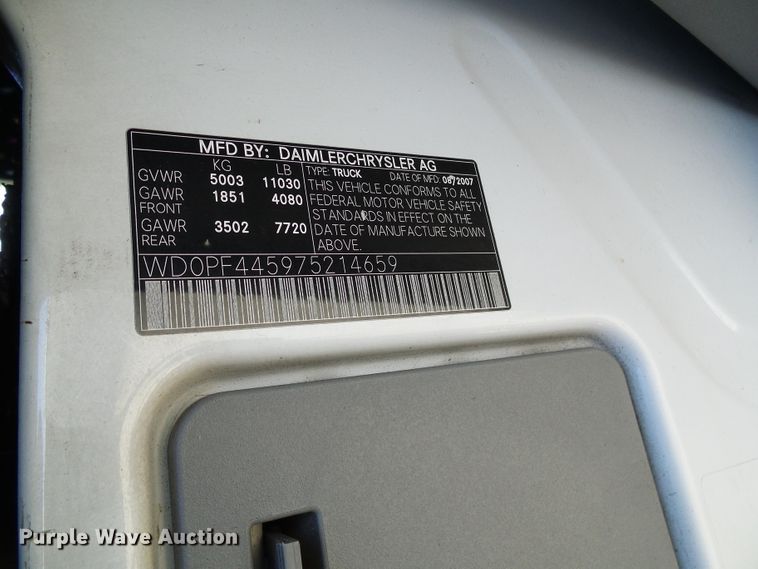 MFD BY: DAIMLERCHRYSLER AG
KG LB
GVWR 5003 11030
GAWR FRONT 1851 4080
GAWR REAR 3502 7720
TYPE: TRUCK DATE OF MFD: 08/2007
THIS VEHICLE CONFORMS TO ALL
FEDERAL MOTOR VEHICLE SAFETY
STANDARDS IN EFFECT ON THE
DATE OF MANUFACTURE SHOWN
ABOVE.
WD0PF445975214659
Purple Wave Auction